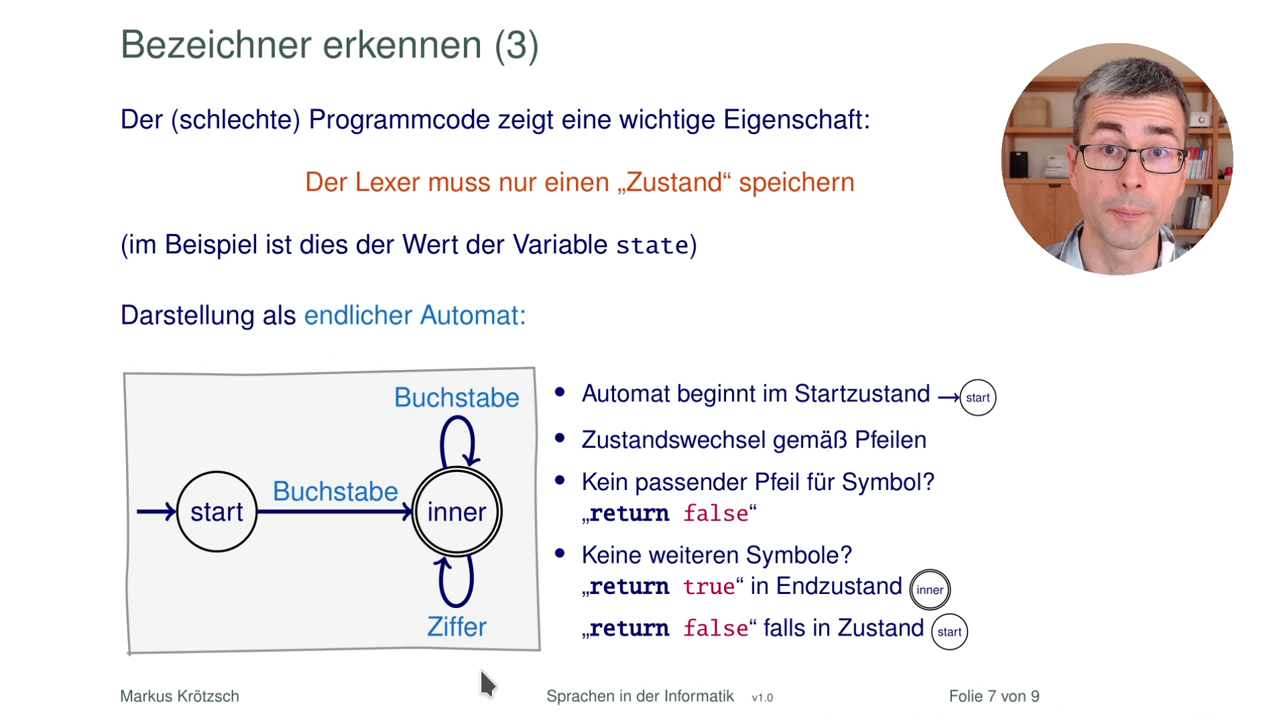 Bezeichner erkennen (3)
Der (schlechte) Programmcode zeigt eine wichtige Eigenschaft:
Der Lexer muss nur einen „Zustand“ speichern
(im Beispiel ist dies der Wert der Variable state)
Darstellung als endlicher Automat:
Buchstabe
Buchstabe
start
inner
Ziffer
• Automat beginnt im Startzustand → start
• Zustandswechsel gemäß Pfeilen
• Kein passender Pfeil für Symbol?
„return false“
• Keine weiteren Symbole?
„return true“ in Endzustand inner
„return false“ falls in Zustand start
Markus Krötzsch
Sprachen in der Informatik v1.0
Folie 7 von 9